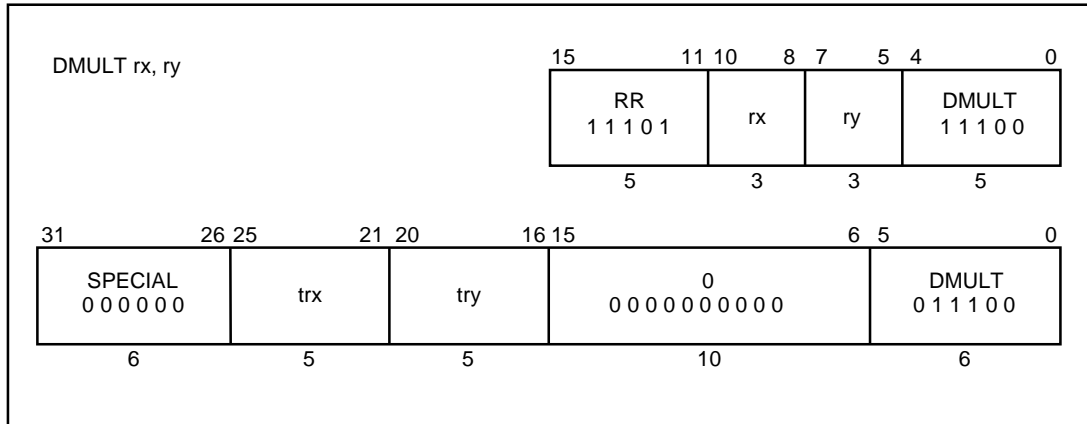 DMULT rx, ry
15 11 10 8 7 5 4 0
RR rx ry DMULT
1 1 1 0 1 1 1 1 0 0
5 3 3 5
31 26 25 21 20 16 15 6 5 0
SPECIAL trx try 0 DMULT
0 0 0 0 0 0 0 0 0 0 0 0 0 0 0 0 0 1 1 1 0 0
6 5 5 10 6